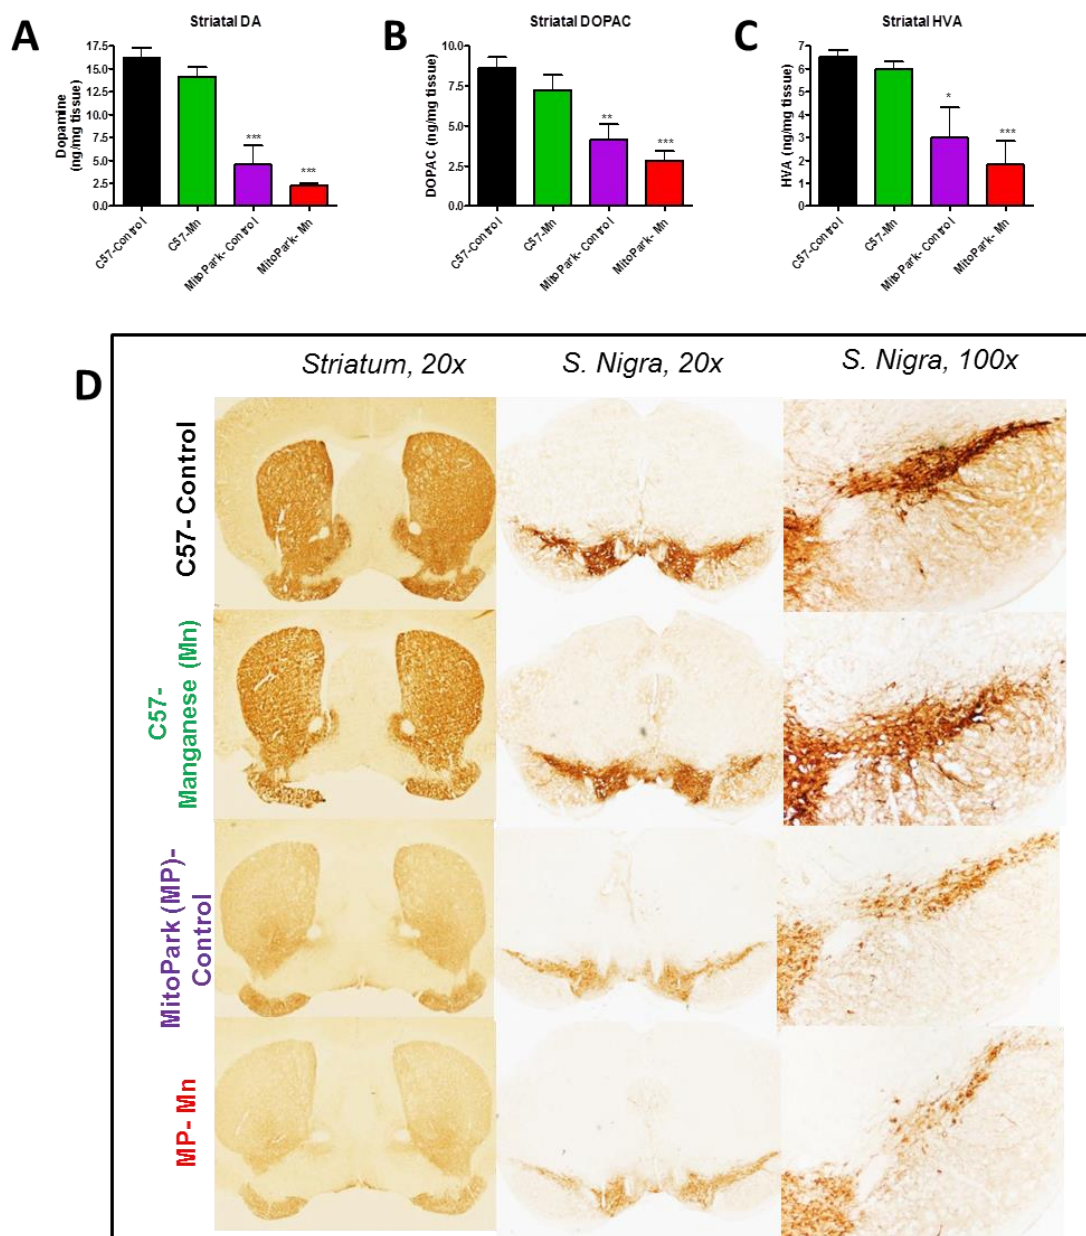 A
Striatal DA
Dopamine
(ng/mg tissue)
17.5
15.0
12.5
10.0
7.5
5.0
2.5
0.0
***
***
C57-Control
C57-Mn
MitoPark- Control
MitoPark- Mn
B
Striatal DOPAC
DOPAC (ng/mg tissue)
10.0
7.5
5.0
2.5
0.0
**
***
C57-Control
C57-Mn
MitoPark- Control
MitoPark- Mn
C
Striatal HVA
HVA (ng/mg tissue)
7
6
5
4
3
2
1
0
*
***
C57-Control
C57-Mn
MitoPark- Control
MitoPark- Mn
D
Striatum, 20x
S. Nigra, 20x
S. Nigra, 100x
C57- Control
C57-
Manganese (Mn)
MitoPark (MP)-
Control
MP- Mn